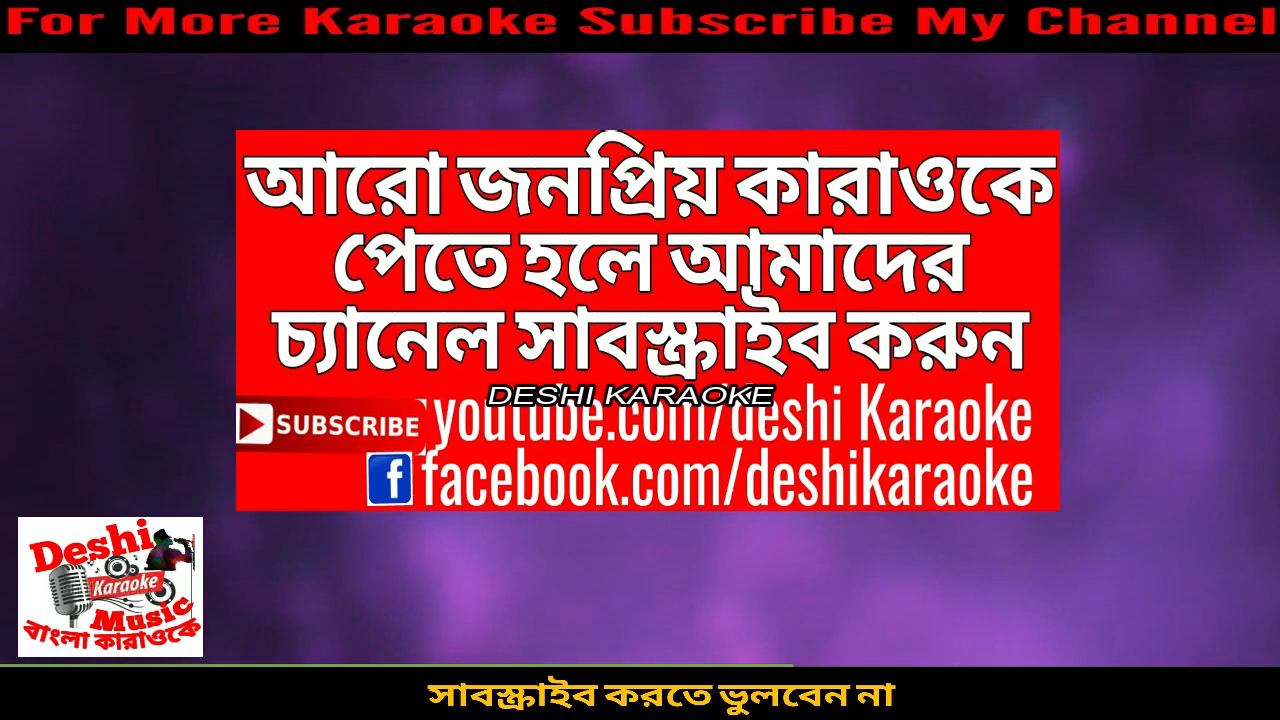 For More Karaoke Subscribe My Channel
আরো জনপ্রিয় কারাওকে
পেতে হলে আমাদের
চ্যানেল সাবস্ক্রাইব করুন
DESHI KARAOKE
SUBSCRIBE youtube.com/deshi Karaoke
f facebook.com/deshikaraoke
Deshi
Karaoke
Music
বাংলা কারাওকে
সাবস্ক্রাইব করতে ভুলবেন না